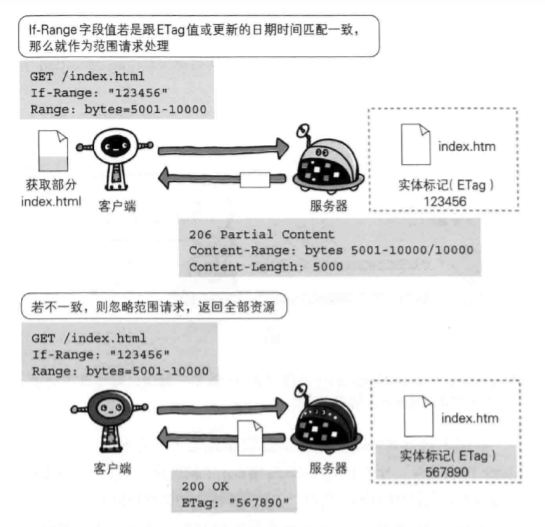 If-Range字段值若是跟ETag值或更新的日期时间匹配一致，
那么就作为范围请求处理
GET /index.html
If-Range: "123456"
Range: bytes=5001-10000
获取部分
index.html
客户端
服务器
index.htm
实体标记( ETag )
123456
206 Partial Content
Content-Range: bytes 5001-10000/10000
Content-Length: 5000
若不一致，则忽略范围请求，返回全部资源
GET /index.html
If-Range: "123456"
Range: bytes=5001-10000
客户端
服务器
index.htm
实体标记( ETag )
567890
200 OK
ETag: "567890"